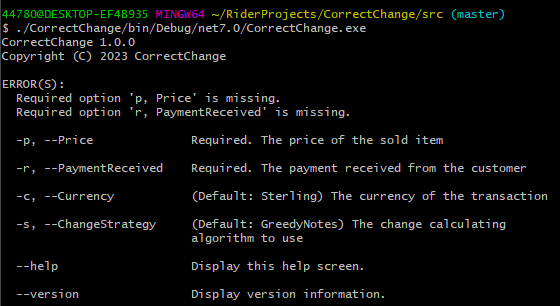 44780@DESKTOP-EF4B935 MINGW64 ~/RiderProjects/CorrectChange/src (master)
$ ./CorrectChange/bin/Debug/net7.0/CorrectChange.exe
CorrectChange 1.0.0
Copyright (C) 2023 CorrectChange
ERROR(S):
Required option 'p, Price' is missing.
Required option 'r, PaymentReceived' is missing.
-p, --Price Required. The price of the sold item
-r, --PaymentReceived Required. The payment received from the customer
-c, --Currency (Default: Sterling) The currency of the transaction
-s, --ChangeStrategy (Default: GreedyNotes) The change calculating
algorithm to use
--help Display this help screen.
--version Display version information.